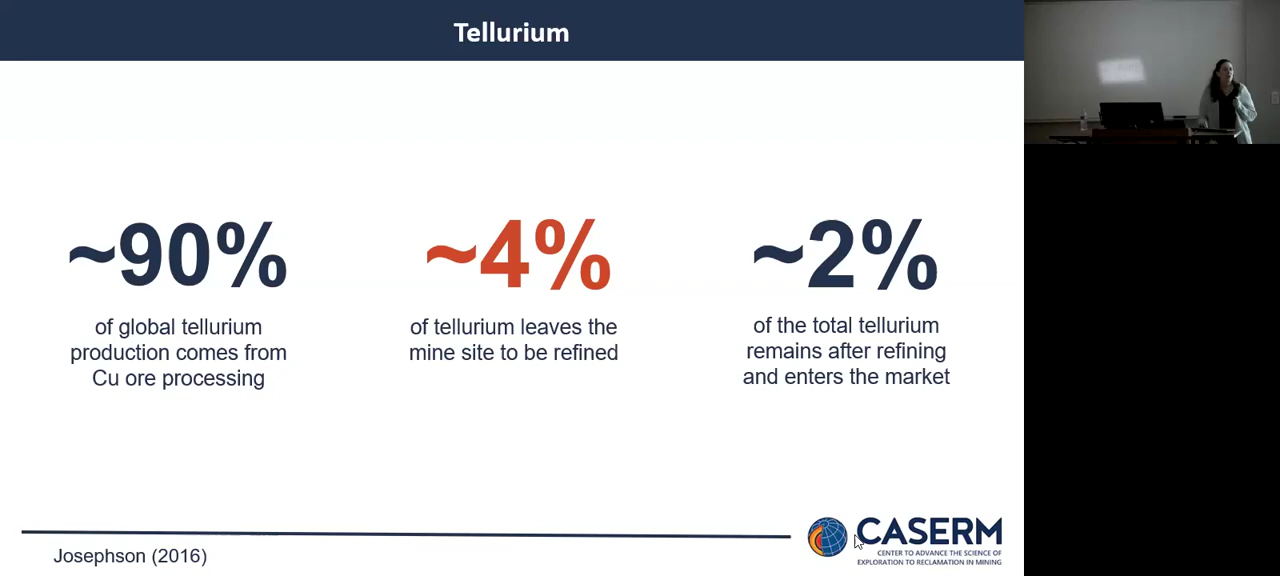 Tellurium
~90%
of global tellurium
production comes from
Cu ore processing
~4%
of tellurium leaves the
mine site to be refined
~2%
of the total tellurium
remains after refining
and enters the market
Josephson (2016)
CASERM
CENTER TO ADVANCE THE SCIENCE OF
EXPLORATION TO RECLAMATION IN MINING